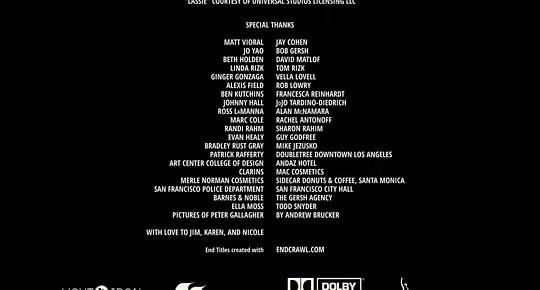 "LASSIE" COURTESY OF UNIVERSAL STUDIOS LICENSING LLC
SPECIAL THANKS
MATT VIORAL JAY COHEN
JO YAO BOB GERSH
BETH HOLDEN DAVID MATLOF
LINDA RIZK TOM RIZK
GINGER GONZAGA VELLA LOVELL
ALEXIS FIELD ROB LOWRY
BEN KUTCHINS FRANCESCA REINHARDT
JOHNNY HALL JoJO TARDINO-DIEDRICH
ROSS LaMANNA ALAN McNAMARA
MARC COLE RACHEL ANTONOFF
RANDI RAHM SHARON RAHIM
EVAN HEALY GUY GODFREE
BRADLEY RUST GRAY MIKE JEZUSKO
PATRICK RAFFERTY DOUBLETREE DOWNTOWN LOS ANGELES
ART CENTER COLLEGE OF DESIGN ANDAZ HOTEL
CLARINS MAC COSMETICS
MERLE NORMAN COSMETICS SIDECAR DONUTS & COFFEE, SANTA MONICA
SAN FRANCISCO POLICE DEPARTMENT SAN FRANCISCO CITY HALL
BARNES & NOBLE THE GERSH AGENCY
ELLA MOSS TODD SNYDER
PICTURES OF PETER GALLAGHER BY ANDREW BRUCKER
WITH LOVE TO JIM, KAREN, AND NICOLE
End Titles created with ENDCRAWL.COM
DOLBY